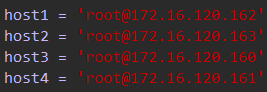 host1 = 'root@172.16.120.162'
host2 = 'root@172.16.120.163'
host3 = 'root@172.16.120.160'
host4 = 'root@172.16.120.161'